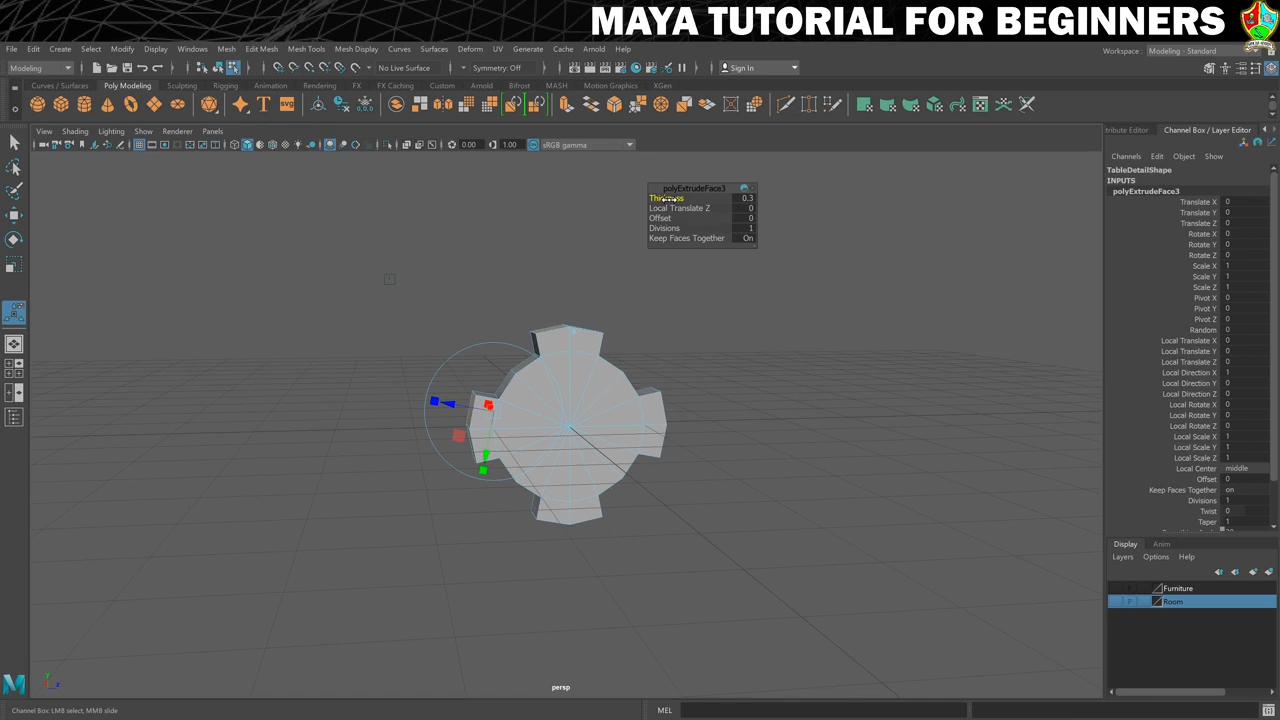 MAYA TUTORIAL FOR BEGINNERS
File Edit Create Select Modify Display Windows Mesh Edit Mesh Mesh Tools Mesh Display Curves Surfaces Deform UV Generate Cache Arnold Help
Workspace : Modeling - Standard
Modeling No Live Surface Symmetry: Off Sign In
Curves / Surfaces Poly Modeling Sculpting Rigging Animation Rendering FX FX Caching Custom Arnold Bifrost MASH Motion Graphics XGen
View Shading Lighting Show Renderer Panels
tribute Editor Channel Box / Layer Editor
0.00 1.00 sRGB gamma
Channels Edit Object Show
TableDetailShape
INPUTS
polyExtrudeFace3
Translate X 0
Translate Y 0
Translate Z 0
Rotate X 0
Rotate Y 0
Rotate Z 0
Scale X 1
Scale Y 1
Scale Z 1
Pivot X 0
Pivot Y 0
Pivot Z 0
Random 0
Local Translate X 0
Local Translate Y 0
Local Translate Z 0
Local Direction X 1
Local Direction Y 0
Local Direction Z 0
Local Rotate X 0
Local Rotate Y 0
Local Rotate Z 0
Local Scale X 1
Local Scale Y 1
Local Scale Z 1
Local Center middle
Offset 0
Keep Faces Together on
Divisions 1
Twist 0
Taper 1
polyExtrudeFace3
Thickness 0.3
Local Translate Z 0
Offset 0
Divisions 1
Keep Faces Together On
Display Anim
Layers Options Help
Furniture
P Room
persp
Channel Box: LMB select, MMB slide
MEL